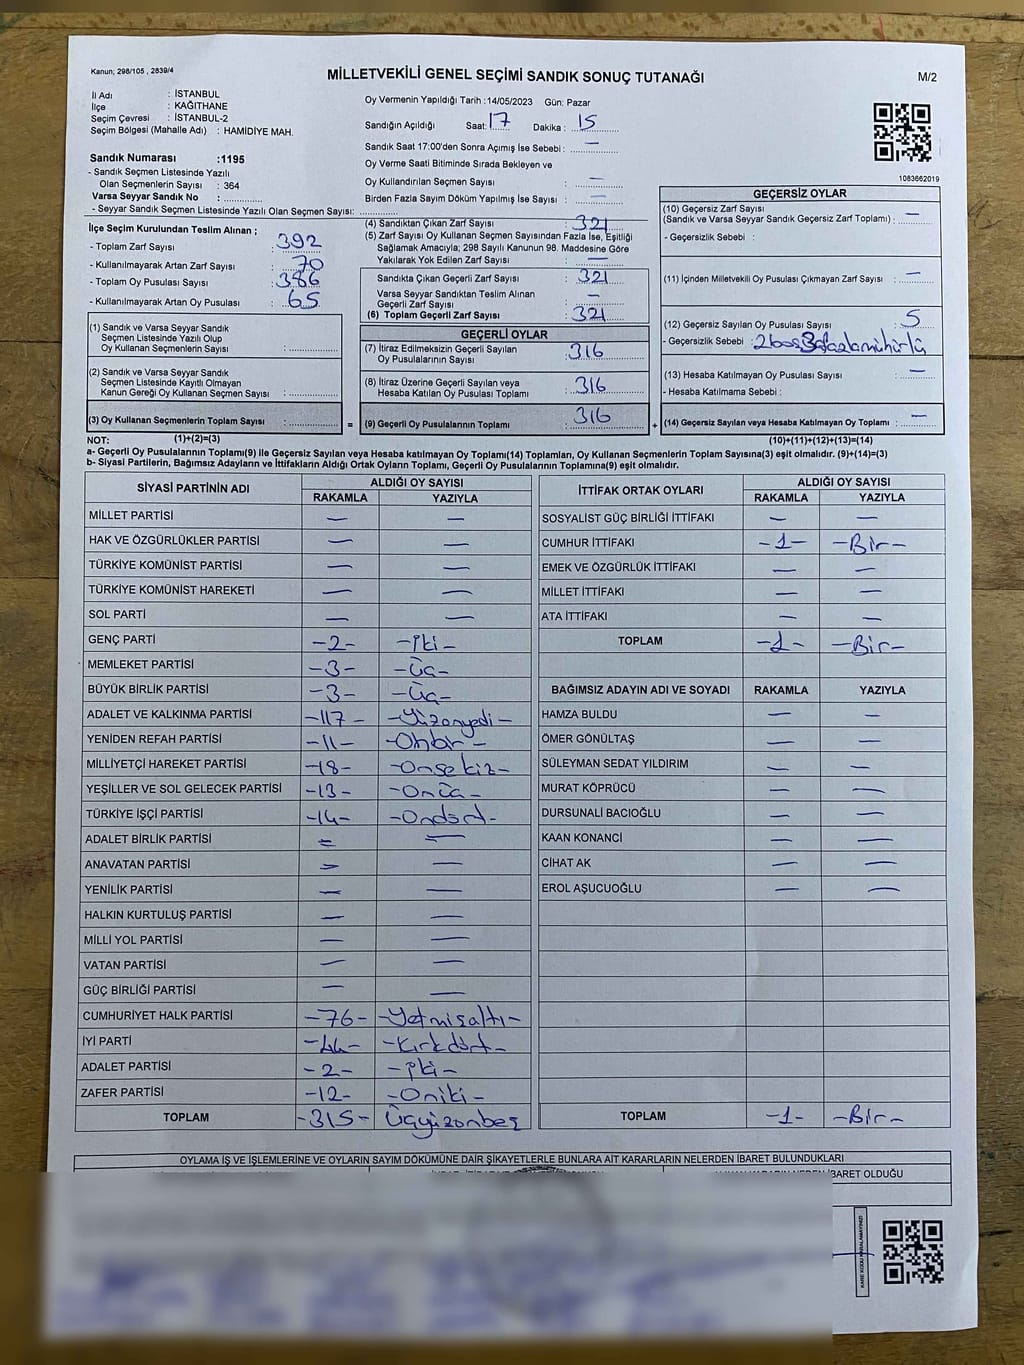 Kanun; 298/105 , 2839/4
MİLLETVEKİLİ GENEL SEÇİMİ SANDIK SONUÇ TUTANAĞI
M/2
İl Adı : İSTANBUL
İlçe : KAĞITHANE
Seçim Çevresi : İSTANBUL-2
Seçim Bölgesi (Mahalle Adı) : HAMİDİYE MAH.
Sandık Numarası :1195
- Sandık Seçmen Listesinde Yazılı
Olan Seçmenlerin Sayısı : 364
Varsa Seyyar Sandık No :
- Seyyar Sandık Seçmen Listesinde Yazılı Olan Seçmen Sayısı:
İlçe Seçim Kurulundan Teslim Alınan ;
- Toplam Zarf Sayısı : 392
- Kullanılmayarak Artan Zarf Sayısı : 70
- Toplam Oy Pusulası Sayısı : 386
- Kullanılmayarak Artan Oy Pusulası : 65
(1) Sandık ve Varsa Seyyar Sandık
Seçmen Listesinde Yazılı Olup
Oy Kullanan Seçmenlerin Sayısı :
(2) Sandık ve Varsa Seyyar Sandık
Seçmen Listesinde Kayıtlı Olmayan
Kanun Gereği Oy Kullanan Seçmen Sayısı :
(3) Oy Kullanan Seçmenlerin Toplam Sayısı : =
Oy Vermenin Yapıldığı Tarih :14/05/2023 Gün: Pazar
Sandığın Açıldığı Saat: 17 Dakika : 15
Sandık Saat 17:00'den Sonra Açımış İse Sebebi : —
Oy Verme Saati Bitiminde Sırada Bekleyen ve
Oy Kullandırılan Seçmen Sayısı : —
Birden Fazla Sayım Döküm Yapılmış İse Sayısı : —
(4) Sandıktan Çıkan Zarf Sayısı : 321
(5) Zarf Sayısı Oy Kullanan Seçmen Sayısından Fazla İse, Eşitliği
Sağlamak Amacıyla; 298 Sayılı Kanunun 98. Maddesine Göre
Yakılarak Yok Edilen Zarf Sayısı : —
Sandıkta Çıkan Geçerli Zarf Sayısı : 321
Varsa Seyyar Sandıktan Teslim Alınan
Geçerli Zarf Sayısı : —
(6) Toplam Geçerli Zarf Sayısı : 321
GEÇERLİ OYLAR
(7) İtiraz Edilmeksizin Geçerli Sayılan
Oy Pusulalarının Sayısı : 316
(8) İtiraz Üzerine Geçerli Sayılan veya
Hesaba Katılan Oy Pusulası Toplamı : 316
(9) Geçerli Oy Pusulalarının Toplamı : 316 +
1083662019
GEÇERSİZ OYLAR
(10) Geçersiz Zarf Sayısı
(Sandık ve Varsa Seyyar Sandık Geçersiz Zarf Toplamı) : —
- Geçersizlik Sebebi :
(11) İçinden Milletvekili Oy Pusulası Çıkmayan Zarf Sayısı : —
(12) Geçersiz Sayılan Oy Pusulası Sayısı : 5
- Geçersizlik Sebebi : 2 boş 3 fazla mühürlü
(13) Hesaba Katılmayan Oy Pusulası Sayısı : —
- Hesaba Katılmama Sebebi :
(14) Geçersiz Sayılan veya Hesaba Katılmayan Oy Toplamı : —
NOT: (1)+(2)=(3) (10)+(11)+(12)+(13)=(14)
a- Geçerli Oy Pusulalarının Toplamı(9) ile Geçersiz Sayılan veya Hesaba Katılmayan Oy Toplamı(14) Toplamları, Oy Kullanan Seçmenlerin Toplam Sayısına(3) eşit olmalıdır. (9)+(14)=(3)
b- Siyasi Partilerin, Bağımsız Adayların ve İttifakların Aldığı Ortak Oyların Toplamı, Geçerli Oy Pusulalarının Toplamına(9) eşit olmalıdır.
SİYASİ PARTİNİN ADI ALDIĞI OY SAYISI
RAKAMLA YAZIYLA
MİLLET PARTİSİ — —
HAK VE ÖZGÜRLÜKLER PARTİSİ — —
TÜRKİYE KOMÜNİST PARTİSİ — —
TÜRKİYE KOMÜNİST HAREKETİ — —
SOL PARTİ — —
GENÇ PARTİ -2- -İki-
MEMLEKET PARTİSİ -3- -Üç-
BÜYÜK BİRLİK PARTİSİ -3- -Üç-
ADALET VE KALKINMA PARTİSİ -117- -Yüzonyedi-
YENİDEN REFAH PARTİSİ -11- -Onbir-
MİLLİYETÇİ HAREKET PARTİSİ -18- -Onsekiz-
YEŞİLLER VE SOL GELECEK PARTİSİ -13- -Onüç-
TÜRKİYE İŞÇİ PARTİSİ -14- -Ondört-
ADALET BİRLİK PARTİSİ — —
ANAVATAN PARTİSİ — —
YENİLİK PARTİSİ — —
HALKIN KURTULUŞ PARTİSİ — —
MİLLİ YOL PARTİSİ — —
VATAN PARTİSİ — —
GÜÇ BİRLİĞİ PARTİSİ — —
CUMHURİYET HALK PARTİSİ -76- -Yetmişaltı-
İYİ PARTİ -44- -Kırkdört-
ADALET PARTİSİ -2- -İki-
ZAFER PARTİSİ -12- -Oniki-
TOPLAM -315- Üçyüzonbeş
İTTİFAK ORTAK OYLARI ALDIĞI OY SAYISI
RAKAMLA YAZIYLA
SOSYALİST GÜÇ BİRLİĞİ İTTİFAKI — —
CUMHUR İTTİFAKI -1- -Bir-
EMEK VE ÖZGÜRLÜK İTTİFAKI — —
MİLLET İTTİFAKI — —
ATA İTTİFAKI — —
TOPLAM -1- -Bir-
BAĞIMSIZ ADAYIN ADI VE SOYADI RAKAMLA YAZIYLA
HAMZA BULDU — —
ÖMER GÖNÜLTAŞ — —
SÜLEYMAN SEDAT YILDIRIM — —
MURAT KÖPRÜCÜ — —
DURSUNALİ BACIOĞLU — —
KAAN KONANCİ — —
CİHAT AK — —
EROL AŞUCUOĞLU — —
TOPLAM -1- -Bir-
OYLAMA İŞ VE İŞLEMLERİNE VE OYLARIN SAYIM DÖKÜMÜNE DAİR ŞİKAYETLERLE BUNLARA AİT KARARLARIN NELERDEN İBARET BULUNDUKLARI
İBARET OLDUĞU
KARE KODU KARALAMAYINIZ!